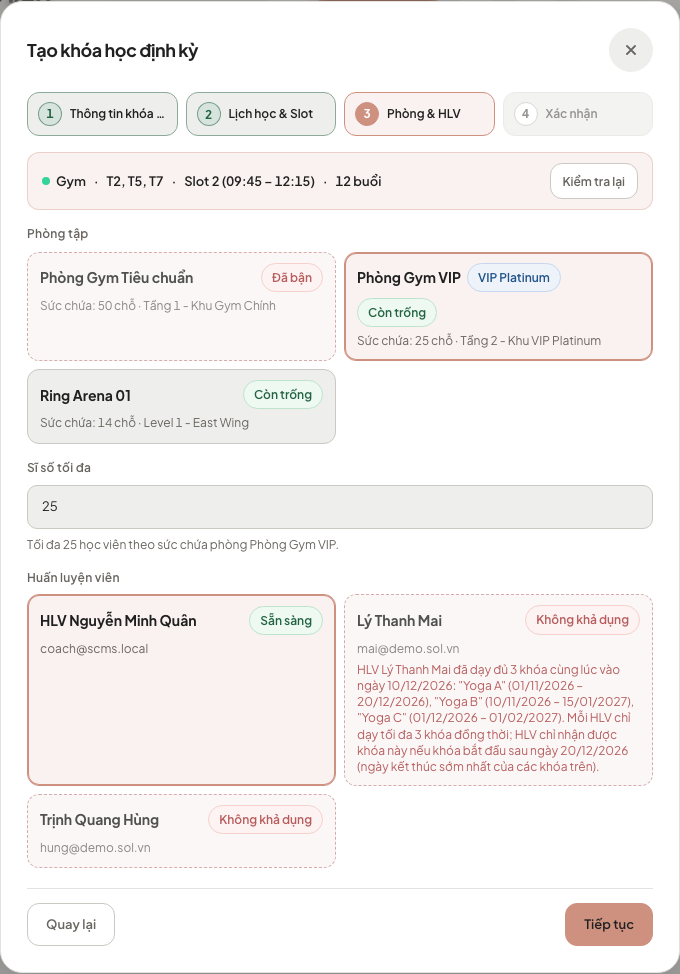 Tạo khóa học định kỳ
1 Thông tin khóa ...
2 Lịch học & Slot
3 Phòng & HLV
4 Xác nhận
Gym · T2, T5, T7 · Slot 2 (09:45 – 12:15) · 12 buổi
Kiểm tra lại
Phòng tập
Phòng Gym Tiêu chuẩn
Đã bận
Sức chứa: 50 chỗ · Tầng 1 - Khu Gym Chính
Phòng Gym VIP
VIP Platinum
Còn trống
Sức chứa: 25 chỗ · Tầng 2 - Khu VIP Platinum
Ring Arena 01
Còn trống
Sức chứa: 14 chỗ · Level 1 - East Wing
Sĩ số tối đa
25
Tối đa 25 học viên theo sức chứa phòng Phòng Gym VIP.
Huấn luyện viên
HLV Nguyễn Minh Quân
Sẵn sàng
coach@scms.local
Lý Thanh Mai
Không khả dụng
mai@demo.sol.vn
HLV Lý Thanh Mai đã dạy đủ 3 khóa cùng lúc vào
ngày 10/12/2026: "Yoga A" (01/11/2026 –
20/12/2026), "Yoga B" (10/11/2026 – 15/01/2027),
"Yoga C" (01/12/2026 – 01/02/2027). Mỗi HLV chỉ
dạy tối đa 3 khóa đồng thời; HLV chỉ nhận được
khóa này nếu khóa bắt đầu sau ngày 20/12/2026
(ngày kết thúc sớm nhất của các khóa trên).
Trịnh Quang Hùng
Không khả dụng
hung@demo.sol.vn
Quay lại
Tiếp tục